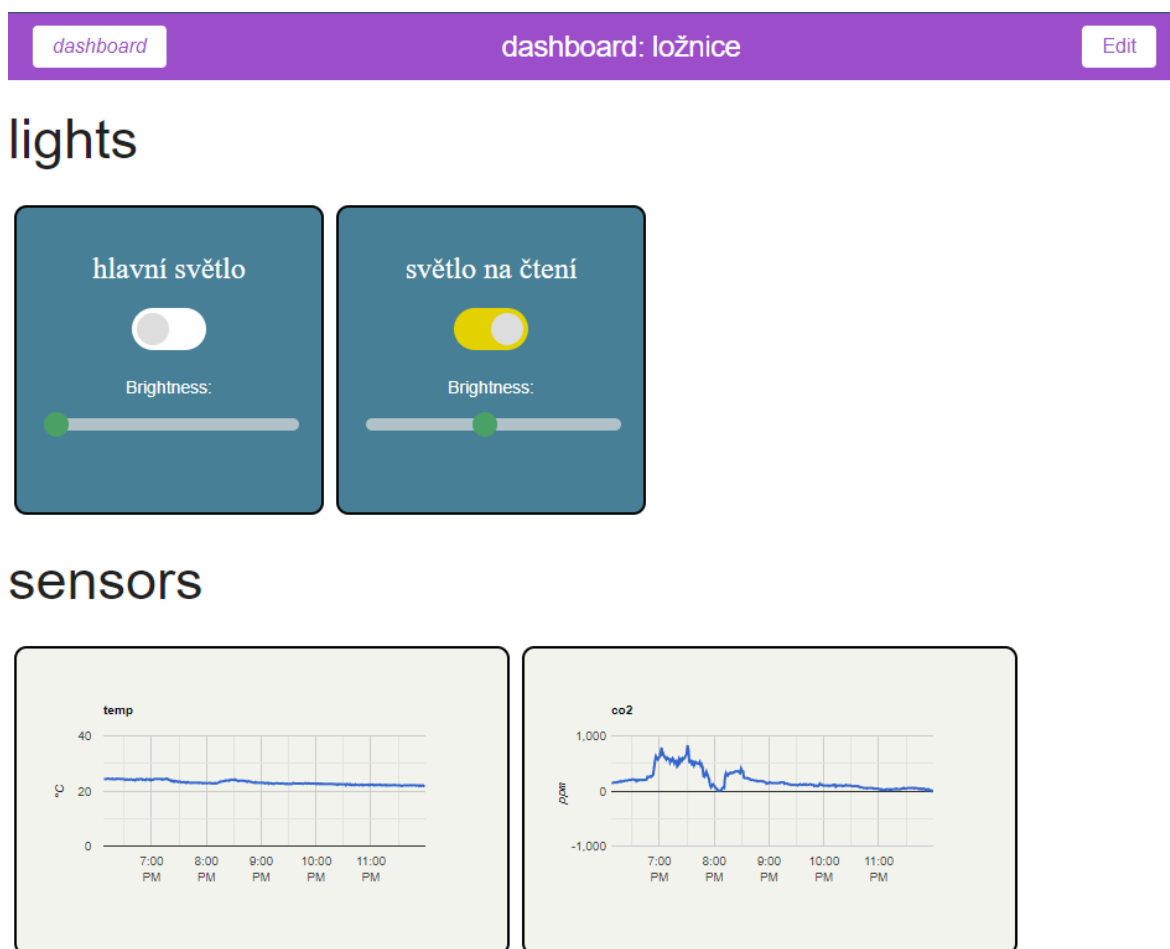 dashboard
dashboard: ložnice
Edit
lights
hlavní světlo
světlo na čtení
Brightness:
Brightness:
sensors
temp
40
20
0
°C
7:00 PM
8:00 PM
9:00 PM
10:00 PM
11:00 PM
co2
1,000
0
-1,000
ppm
7:00 PM
8:00 PM
9:00 PM
10:00 PM
11:00 PM